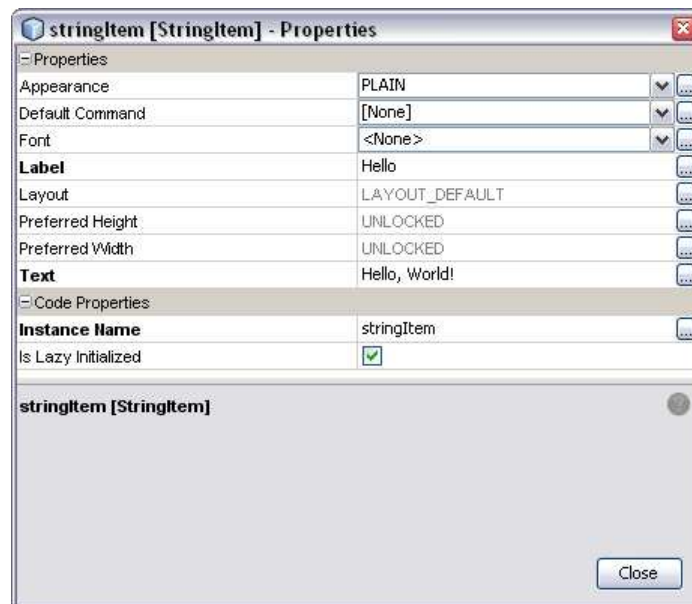 stringItem [StringItem] - Properties
Properties
Appearance PLAIN ...
Default Command [None] ...
Font <None> ...
Label Hello ...
Layout LAYOUT_DEFAULT ...
Preferred Height UNLOCKED ...
Preferred Width UNLOCKED ...
Text Hello, World! ...
Code Properties
Instance Name stringItem ...
Is Lazy Initialized
stringItem [StringItem]
Close